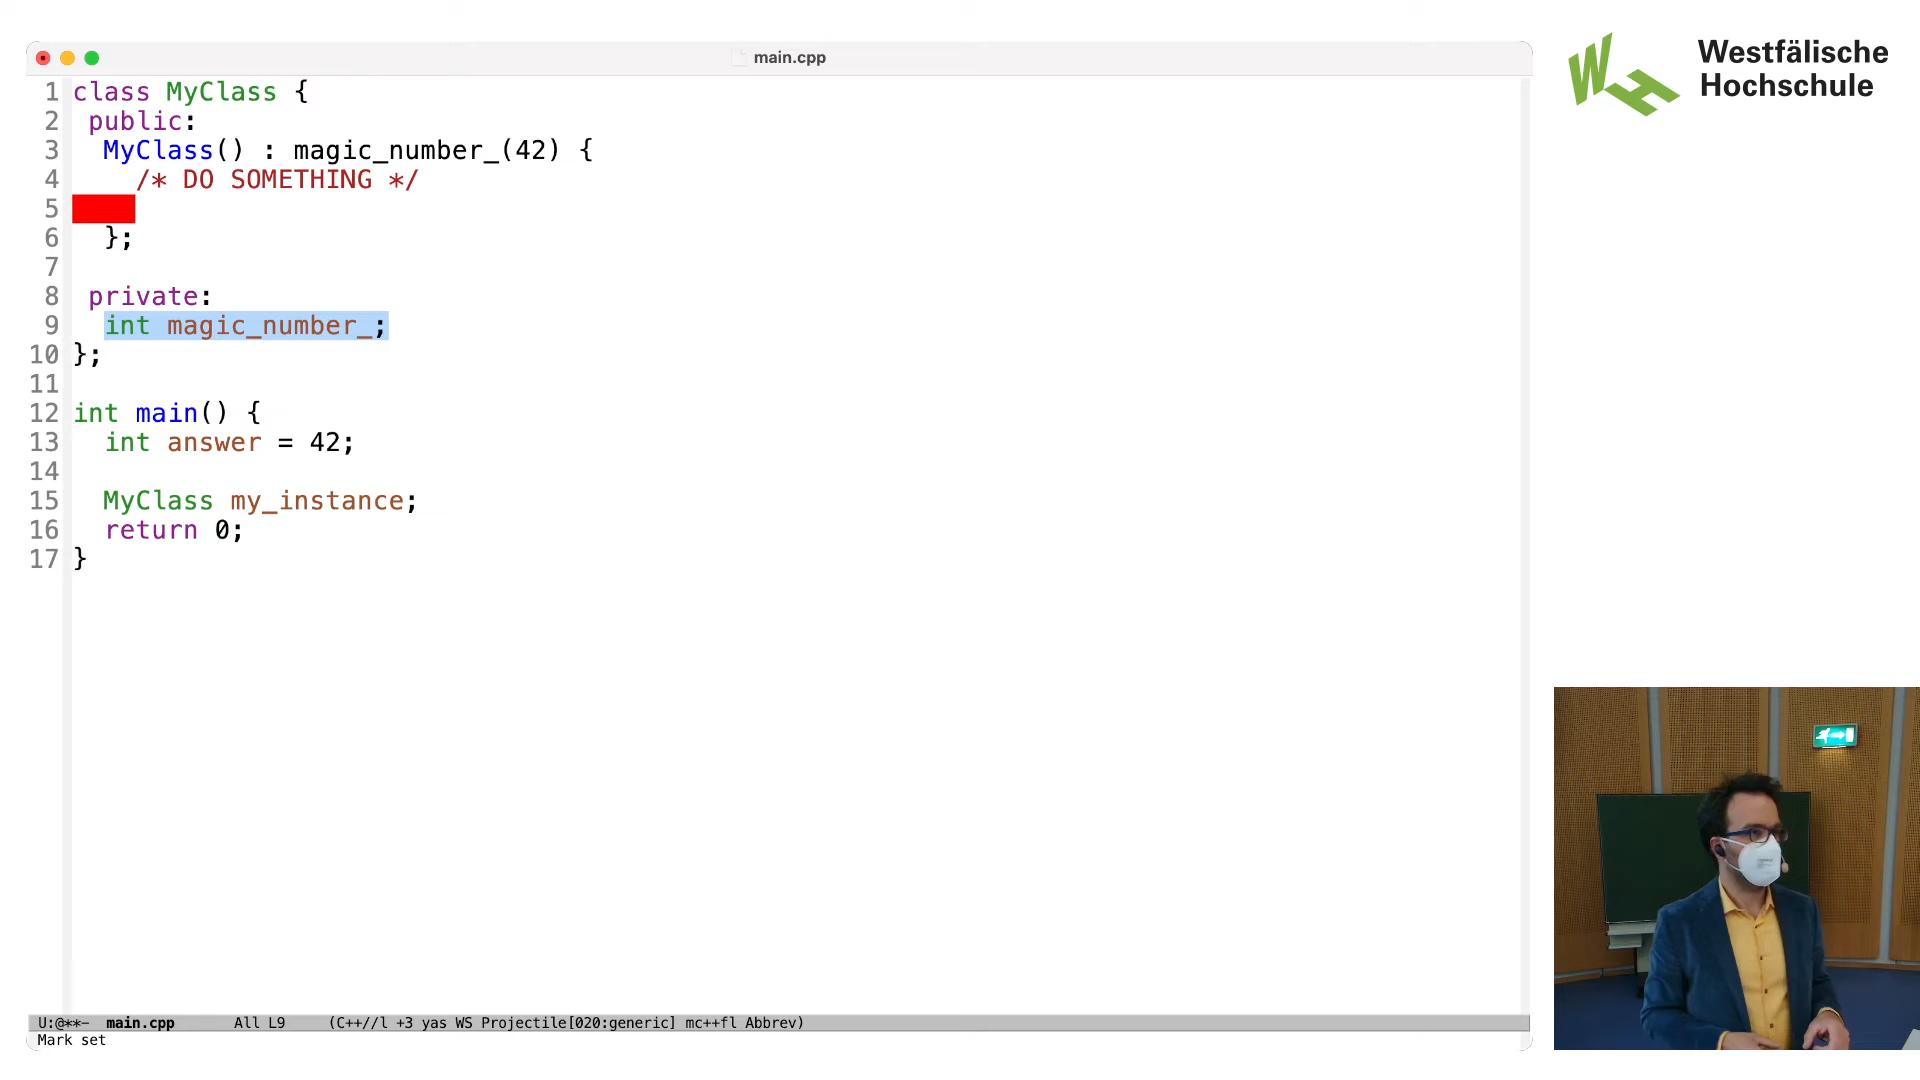 main.cpp
1 class MyClass {
2  public:
3   MyClass() : magic_number_(42) {
4     /* DO SOMETHING */
5
6   };
7
8  private:
9   int magic_number_;
10 };
11
12 int main() {
13   int answer = 42;
14
15   MyClass my_instance;
16   return 0;
17 }
U:@**-  main.cpp       All L9     (C++//l +3 yas WS Projectile[020:generic] mc++fl Abbrev)
Mark set
Westfälische
Hochschule